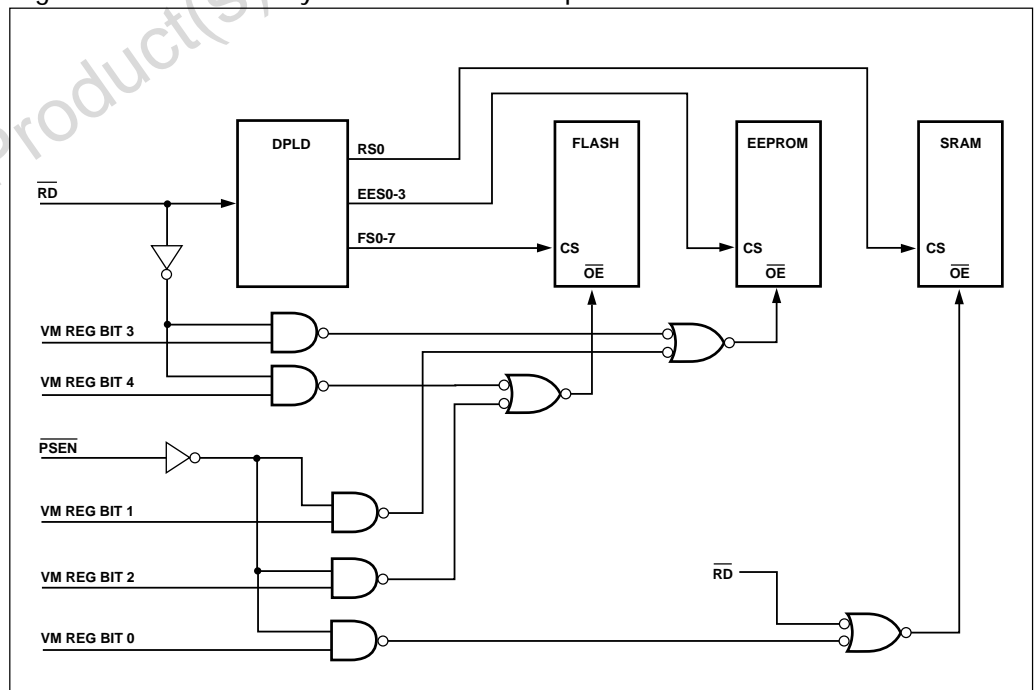 Product(s)
DPLD
FLASH
EEPROM
SRAM
RS0
RD
EES0-3
FS0-7
CS
CS
CS
OE
OE
OE
VM REG BIT 3
VM REG BIT 4
PSEN
VM REG BIT 1
VM REG BIT 2
RD
VM REG BIT 0